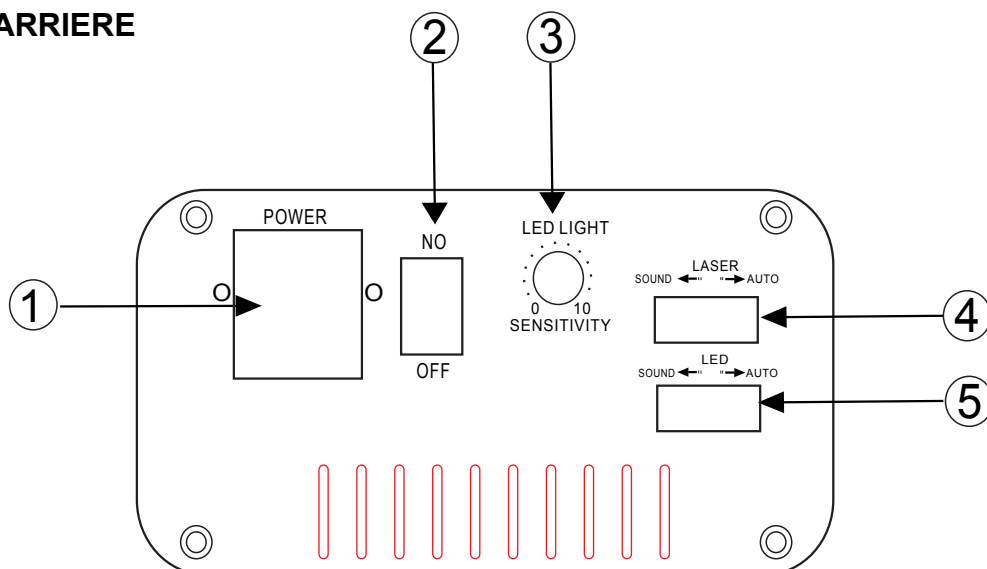 ARRIERE
2
3
POWER
NO
OFF
LED LIGHT
0 10
SENSITIVITY
LASER
SOUND AUTO
LED
SOUND AUTO
O O
1
4
5